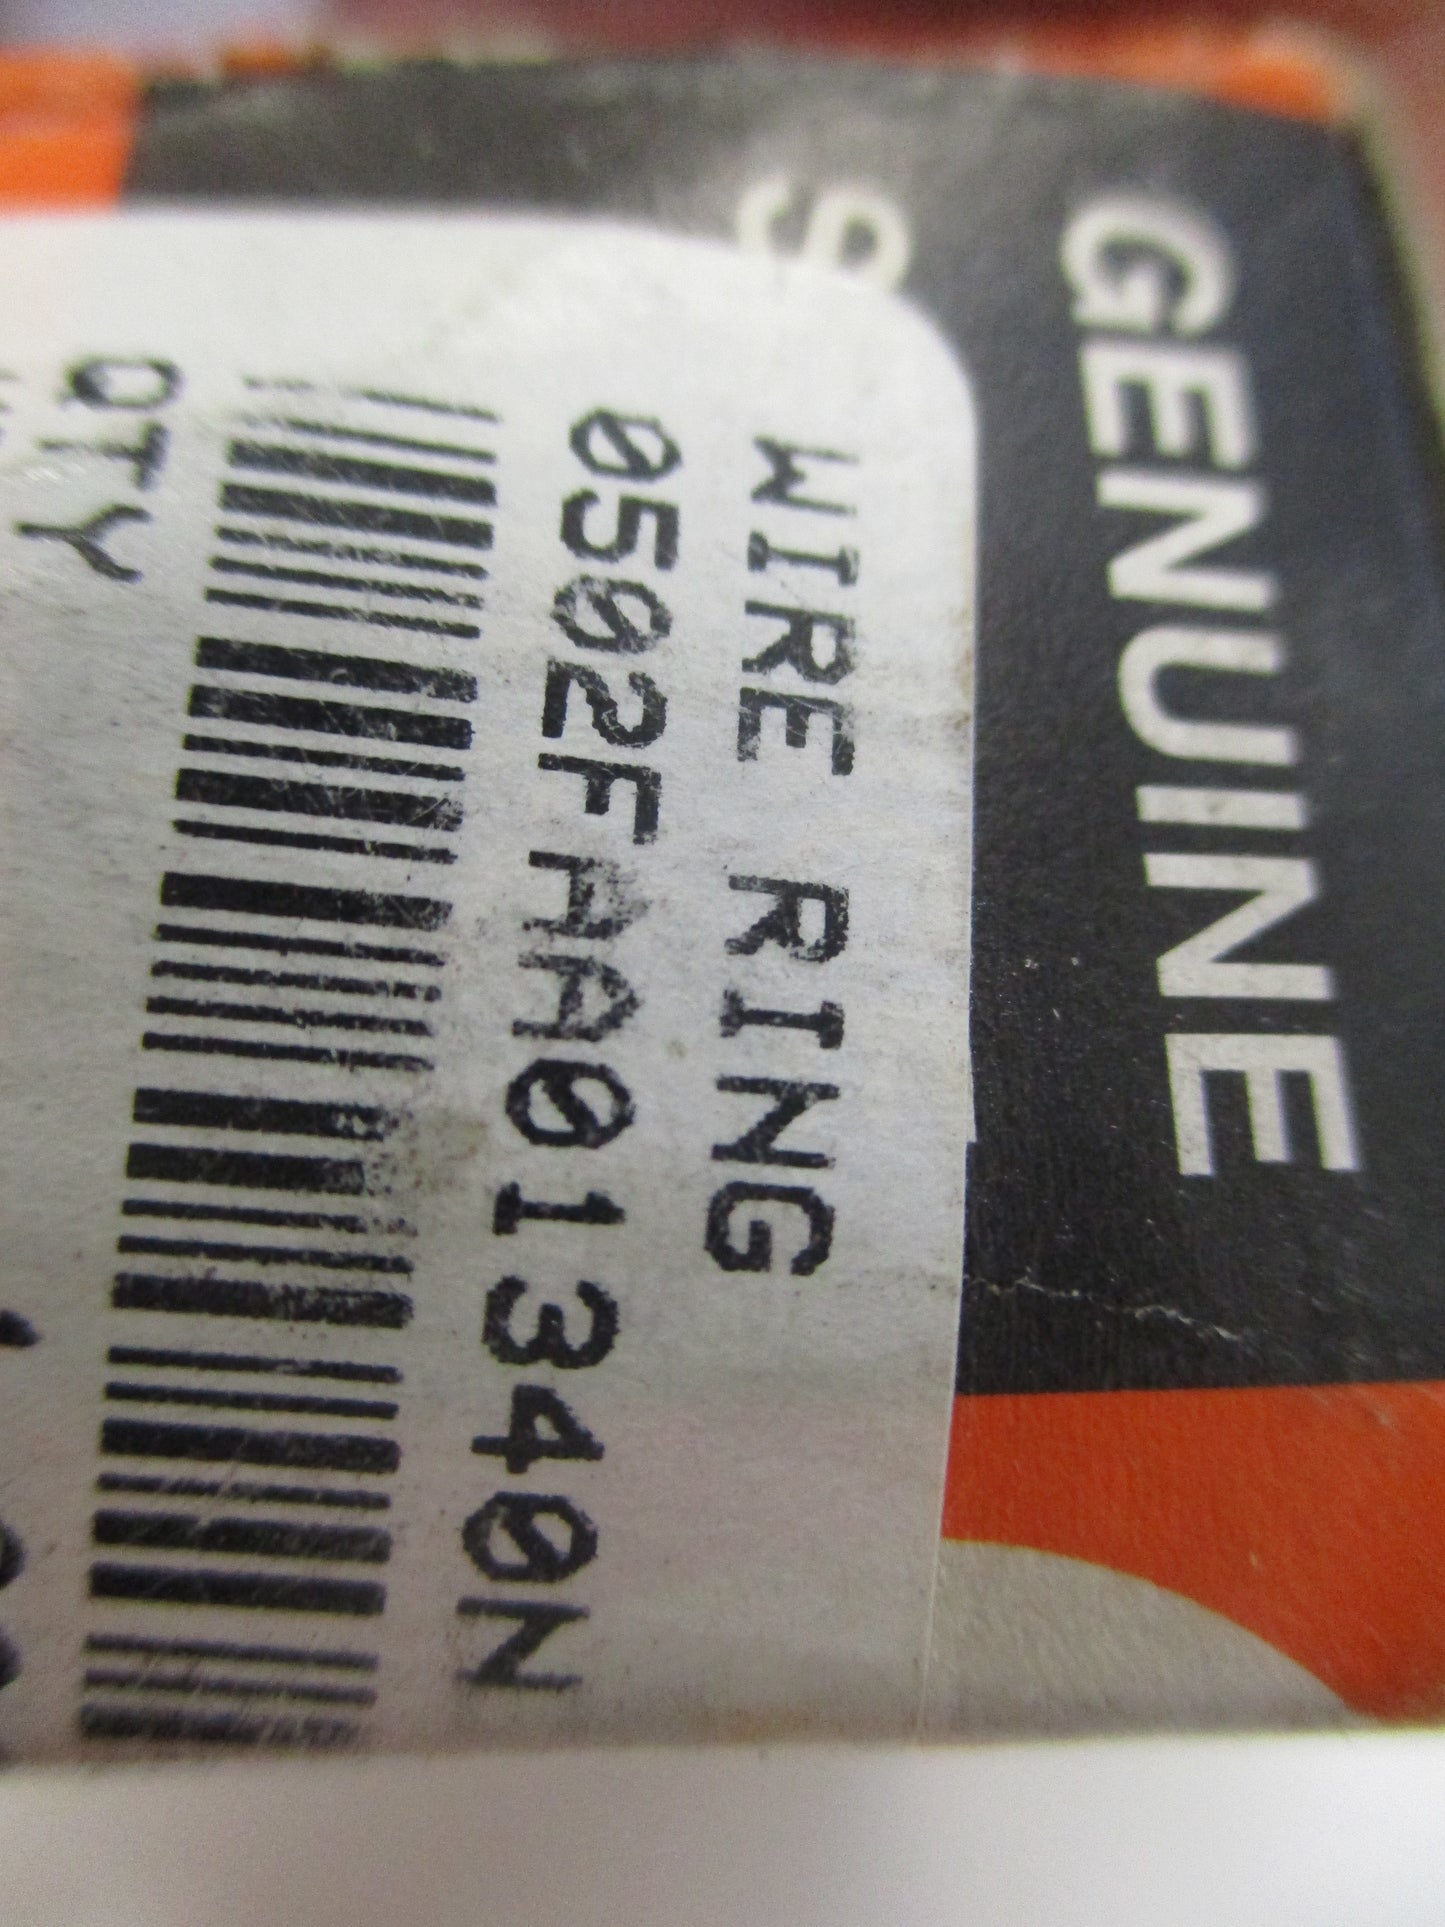 GENUINE
WIRE RING
0502FAA01340N
QTY